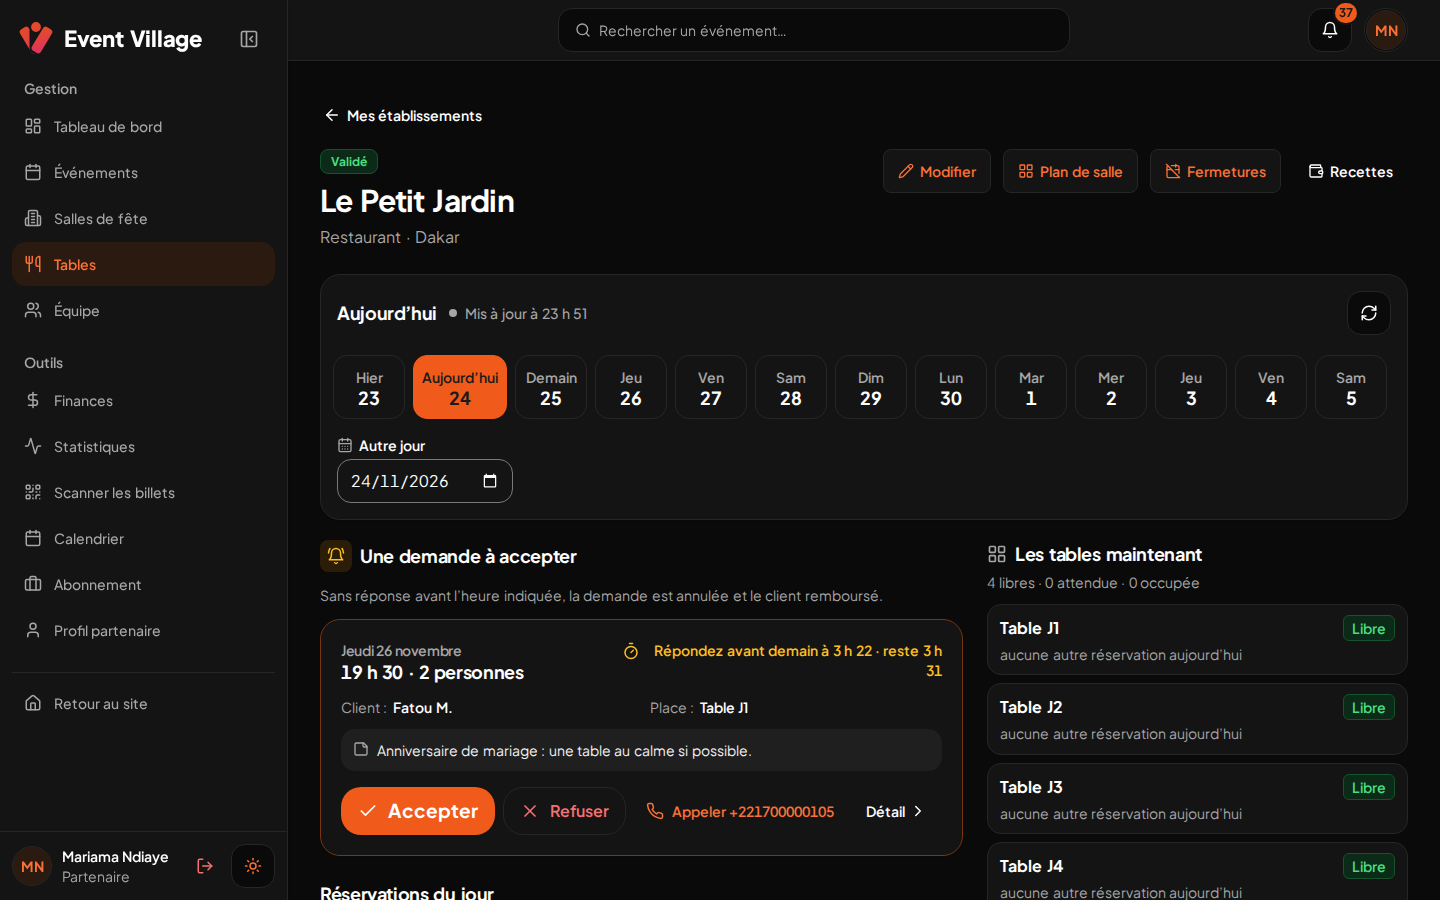 Event Village
Rechercher un événement...
37
MN
Gestion
Tableau de bord
Événements
Salles de fête
Tables
Équipe
Outils
Finances
Statistiques
Scanner les billets
Calendrier
Abonnement
Profil partenaire
Retour au site
MN
Mariama Ndiaye
Partenaire
Mes établissements
Validé
Le Petit Jardin
Restaurant · Dakar
Modifier
Plan de salle
Fermetures
Recettes
Aujourd’hui
Mis à jour à 23 h 51
Hier
23
Aujourd’hui
24
Demain
25
Jeu
26
Ven
27
Sam
28
Dim
29
Lun
30
Mar
1
Mer
2
Jeu
3
Ven
4
Sam
5
Autre jour
24/11/2026
Une demande à accepter
Sans réponse avant l’heure indiquée, la demande est annulée et le client remboursé.
Jeudi 26 novembre
19 h 30 · 2 personnes
Répondez avant demain à 3 h 22 · reste 3 h
31
Client : Fatou M.
Place : Table J1
Anniversaire de mariage : une table au calme si possible.
Accepter
Refuser
Appeler +221700000105
Détail
Réservations du jour
Les tables maintenant
4 libres · 0 attendue · 0 occupée
Table J1
Libre
aucune autre réservation aujourd’hui
Table J2
Libre
aucune autre réservation aujourd’hui
Table J3
Libre
aucune autre réservation aujourd’hui
Table J4
Libre
aucune autre réservation aujourd’hui